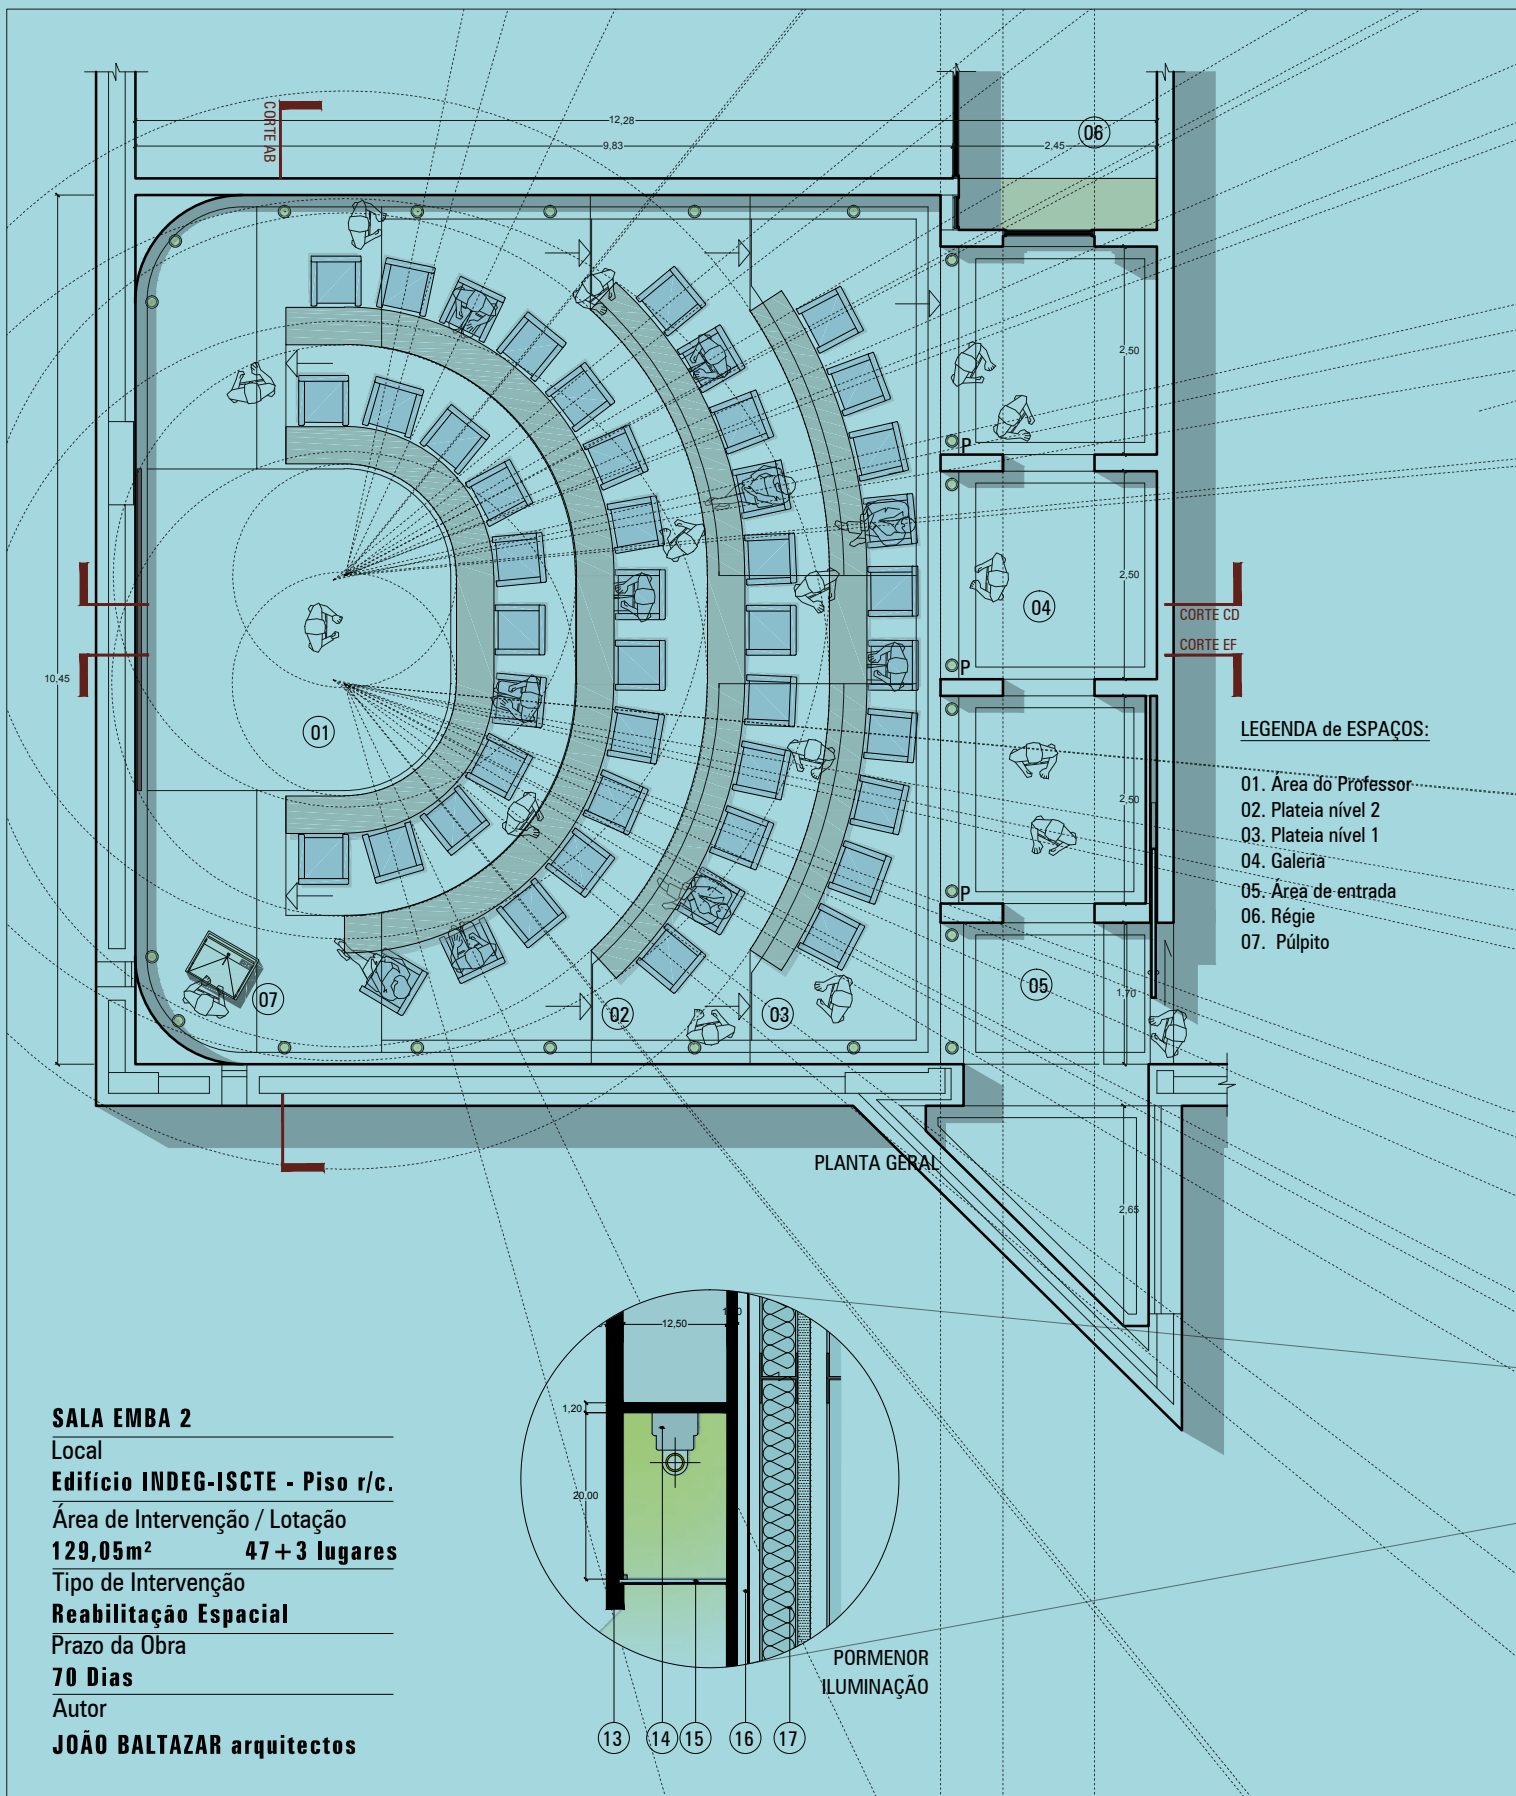 CORTE AB
12,28
9,83
2,45
06
2,50
P
2,50
04
P
CORTE CD
CORTE EF
10,45
01
LEGENDA de ESPAÇOS:
01. Área do Professor
02. Plateia nível 2
03. Plateia nível 1
04. Galeria
05. Área de entrada
06. Régie
07. Púlpito
2,50
P
07
02
03
05
1,70
PLANTA GERAL
2,65
12,50
1,20
20,00
PORMENOR
ILUMINAÇÃO
13
14
15
16
17
SALA EMBA 2
Local
Edifício INDEG-ISCTE - Piso r/c.
Área de Intervenção / Lotação
129,05m² 47+3 lugares
Tipo de Intervenção
Reabilitação Espacial
Prazo da Obra
70 Dias
Autor
JOÃO BALTAZAR arquitectos